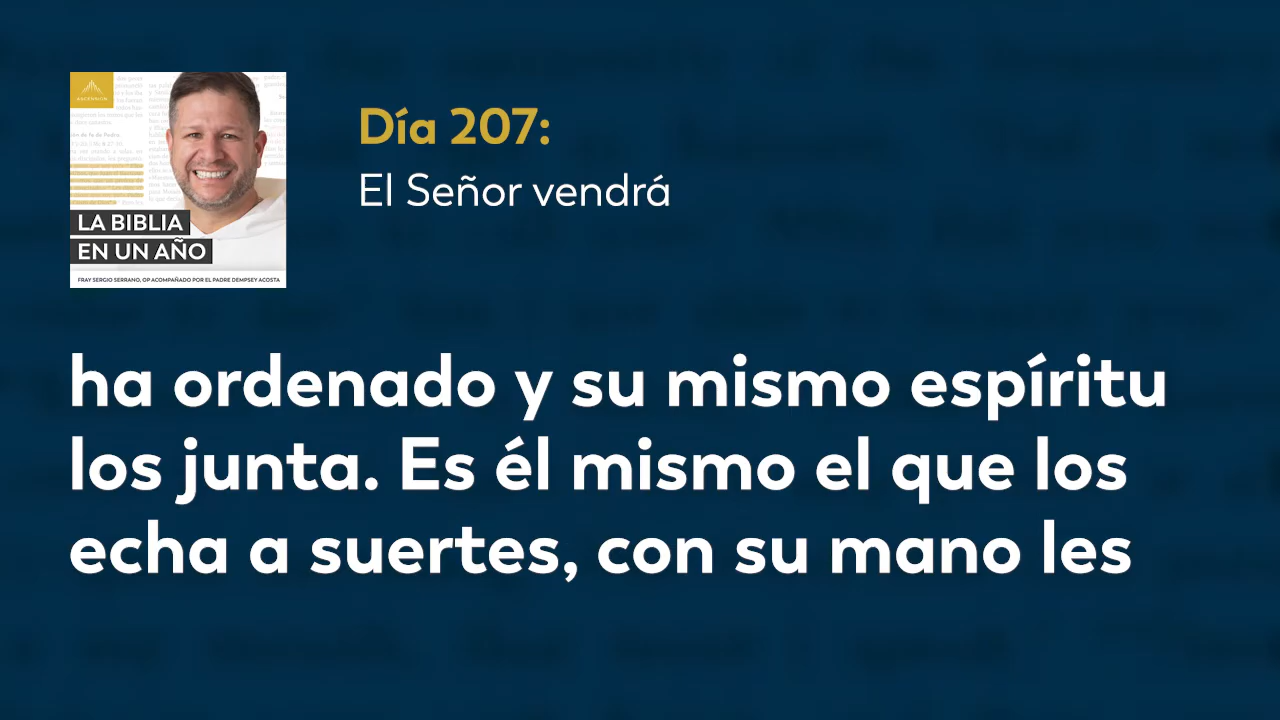 ASCENSION
LA BIBLIA
EN UN AÑO
FRAY SERGIO SERRANO, OP ACOMPAÑADO POR EL PADRE DEMPSEY ACOSTA
Día 207:
El Señor vendrá
ha ordenado y su mismo espíritu
los junta. Es él mismo el que los
echa a suertes, con su mano les